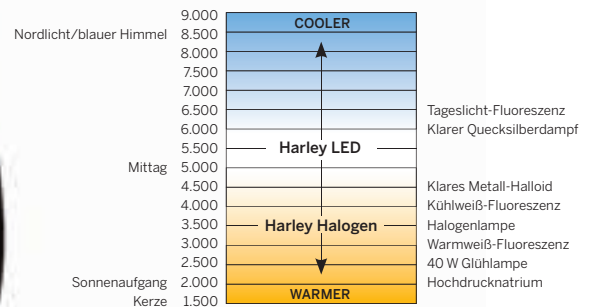 9.000 COOLER
Nordlicht/blauer Himmel 8.500
8.000
7.500
7.000
6.500 Tageslicht-Fluoreszenz
6.000 Klarer Quecksilberdampf
5.500 Harley LED
Mittag 5.000
4.500 Klares Metall-Halloid
4.000 Kühlweiß-Fluoreszenz
3.500 Harley Halogen Halogenlampe
3.000 Warmweiß-Fluoreszenz
2.500 40 W Glühlampe
Sonnenaufgang 2.000 Hochdrucknatrium
Kerze 1.500 WARMER